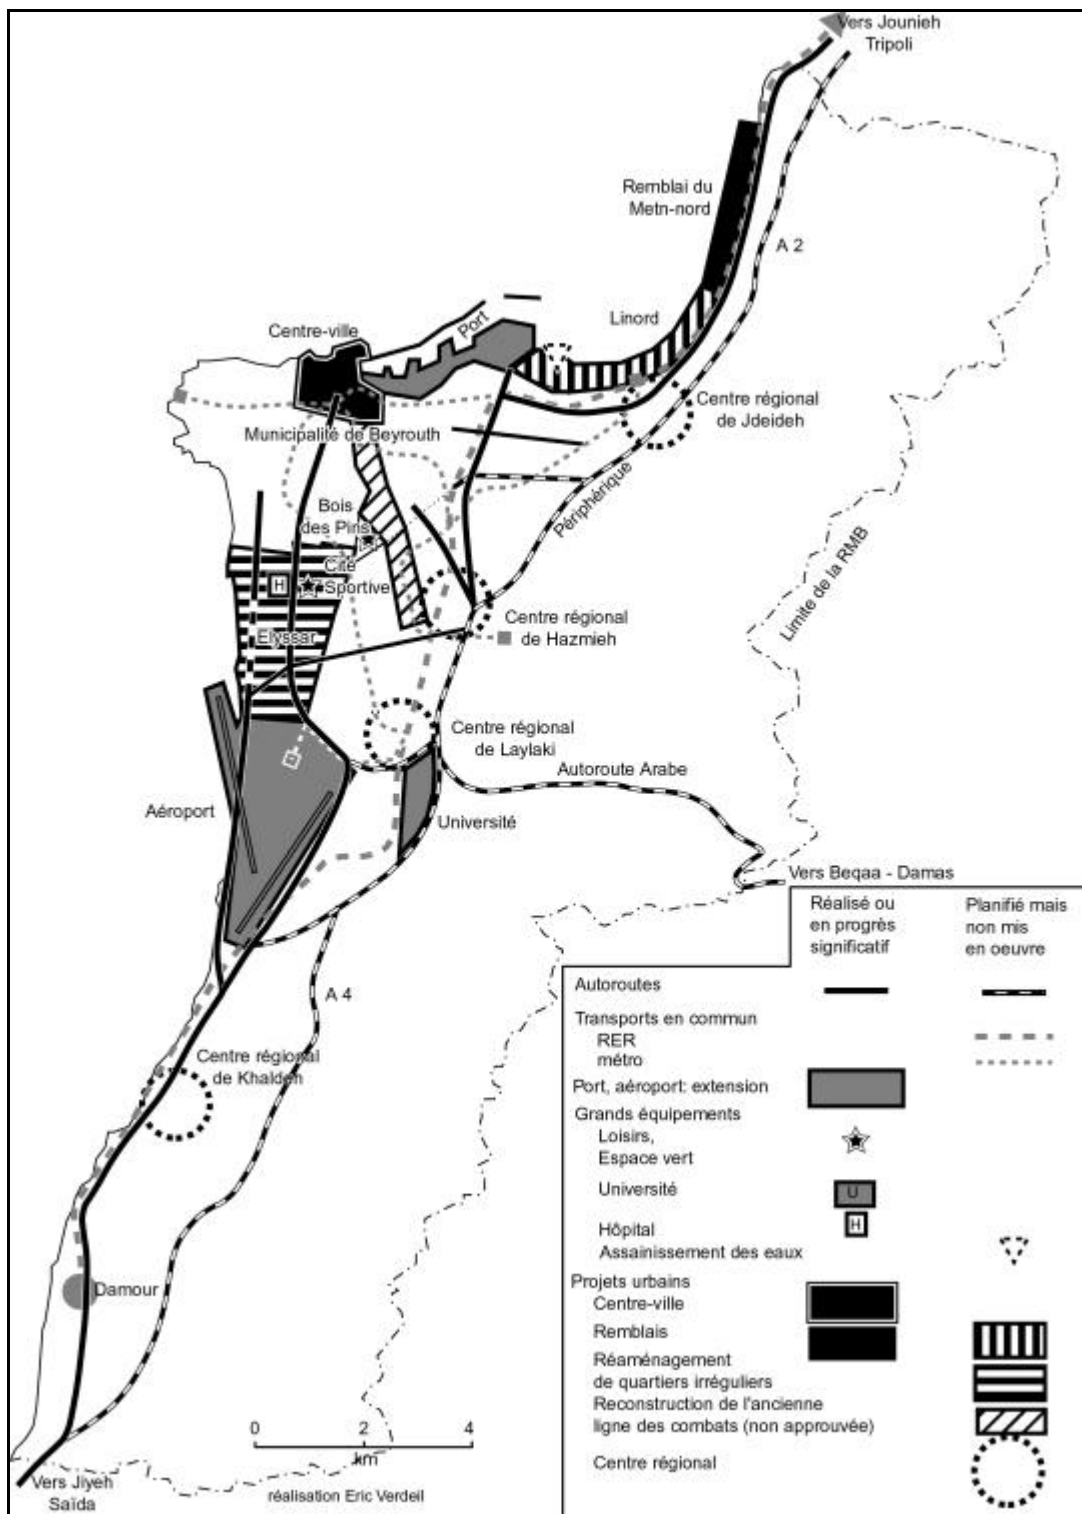 Vers Jounieh
Tripoli
Remblai du
Metn-nord
A 2
Linord
Port
Centre-ville
Centre régional
de Jdeideh
Municipalité de Beyrouth
Périphérique
Bois
des Pins
Cité
Sportive
H
Elyssar
Limite de la RMB
Centre régional
de Hazmieh
Centre régional
de Laylaki
Autoroute Arabe
Aéroport
Université
Vers Beqaa - Damas
A 4
Centre régional
de Khaldeh
Damour
Vers Jiyeh
Saïda
0 2 4
km
réalisation Eric Verdeil
Réalisé ou
en progrès
significatif
Planifié mais
non mis
en oeuvre
Autoroutes
Transports en commun
RER
métro
Port, aéroport: extension
Grands équipements
Loisirs,
Espace vert
Université
U
Hôpital
H
Assainissement des eaux
Projets urbains
Centre-ville
Remblais
Réaménagement
de quartiers irréguliers
Reconstruction de l'ancienne
ligne des combats (non approuvée)
Centre régional